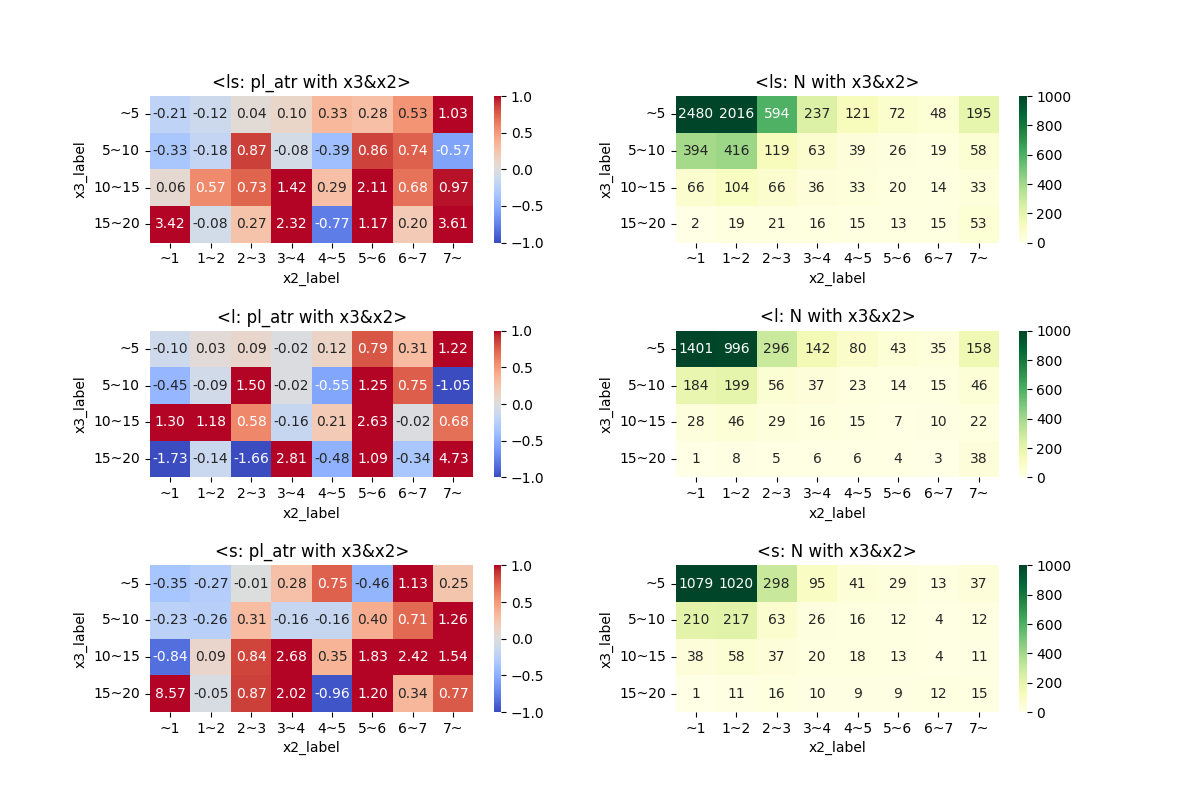 <ls: pl_atr with x3&x2>
x3_label
~5 -0.21 -0.12 0.04 0.10 0.33 0.28 0.53 1.03
5~10 -0.33 -0.18 0.87 -0.08 -0.39 0.86 0.74 -0.57
10~15 0.06 0.57 0.73 1.42 0.29 2.11 0.68 0.97
15~20 3.42 -0.08 0.27 2.32 -0.77 1.17 0.20 3.61
~1 1~2 2~3 3~4 4~5 5~6 6~7 7~
x2_label
1.0
0.5
0.0
−0.5
−1.0
<ls: N with x3&x2>
x3_label
~5 2480 2016 594 237 121 72 48 195
5~10 394 416 119 63 39 26 19 58
10~15 66 104 66 36 33 20 14 33
15~20 2 19 21 16 15 13 15 53
~1 1~2 2~3 3~4 4~5 5~6 6~7 7~
x2_label
1000
800
600
400
200
0
<l: pl_atr with x3&x2>
x3_label
~5 -0.10 0.03 0.09 -0.02 0.12 0.79 0.31 1.22
5~10 -0.45 -0.09 1.50 -0.02 -0.55 1.25 0.75 -1.05
10~15 1.30 1.18 0.58 -0.16 0.21 2.63 -0.02 0.68
15~20 -1.73 -0.14 -1.66 2.81 -0.48 1.09 -0.34 4.73
~1 1~2 2~3 3~4 4~5 5~6 6~7 7~
x2_label
1.0
0.5
0.0
−0.5
−1.0
<l: N with x3&x2>
x3_label
~5 1401 996 296 142 80 43 35 158
5~10 184 199 56 37 23 14 15 46
10~15 28 46 29 16 15 7 10 22
15~20 1 8 5 6 6 4 3 38
~1 1~2 2~3 3~4 4~5 5~6 6~7 7~
x2_label
1000
800
600
400
200
0
<s: pl_atr with x3&x2>
x3_label
~5 -0.35 -0.27 -0.01 0.28 0.75 -0.46 1.13 0.25
5~10 -0.23 -0.26 0.31 -0.16 -0.16 0.40 0.71 1.26
10~15 -0.84 0.09 0.84 2.68 0.35 1.83 2.42 1.54
15~20 8.57 -0.05 0.87 2.02 -0.96 1.20 0.34 0.77
~1 1~2 2~3 3~4 4~5 5~6 6~7 7~
x2_label
1.0
0.5
0.0
−0.5
−1.0
<s: N with x3&x2>
x3_label
~5 1079 1020 298 95 41 29 13 37
5~10 210 217 63 26 16 12 4 12
10~15 38 58 37 20 18 13 4 11
15~20 1 11 16 10 9 9 12 15
~1 1~2 2~3 3~4 4~5 5~6 6~7 7~
x2_label
1000
800
600
400
200
0